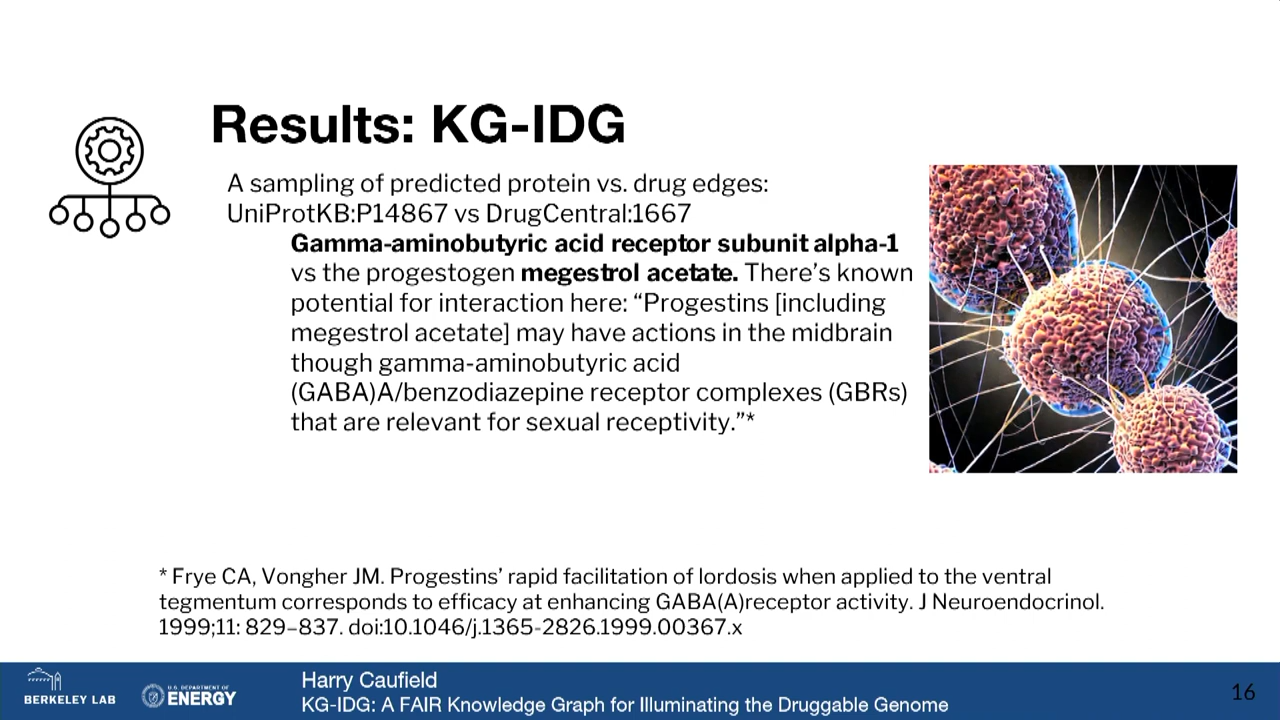 Results: KG-IDG
A sampling of predicted protein vs. drug edges:
UniProtKB:P14867 vs DrugCentral:1667
Gamma-aminobutyric acid receptor subunit alpha-1
vs the progestogen megestrol acetate. There’s known
potential for interaction here: “Progestins [including
megestrol acetate] may have actions in the midbrain
though gamma-aminobutyric acid
(GABA)A/benzodiazepine receptor complexes (GBRs)
that are relevant for sexual receptivity.”*
* Frye CA, Vongher JM. Progestins’ rapid facilitation of lordosis when applied to the ventral
tegmentum corresponds to efficacy at enhancing GABA(A)receptor activity. J Neuroendocrinol.
1999;11: 829–837. doi:10.1046/j.1365-2826.1999.00367.x
BERKELEY LAB
U.S. DEPARTMENT OF
ENERGY
Harry Caufield
KG-IDG: A FAIR Knowledge Graph for Illuminating the Druggable Genome
16